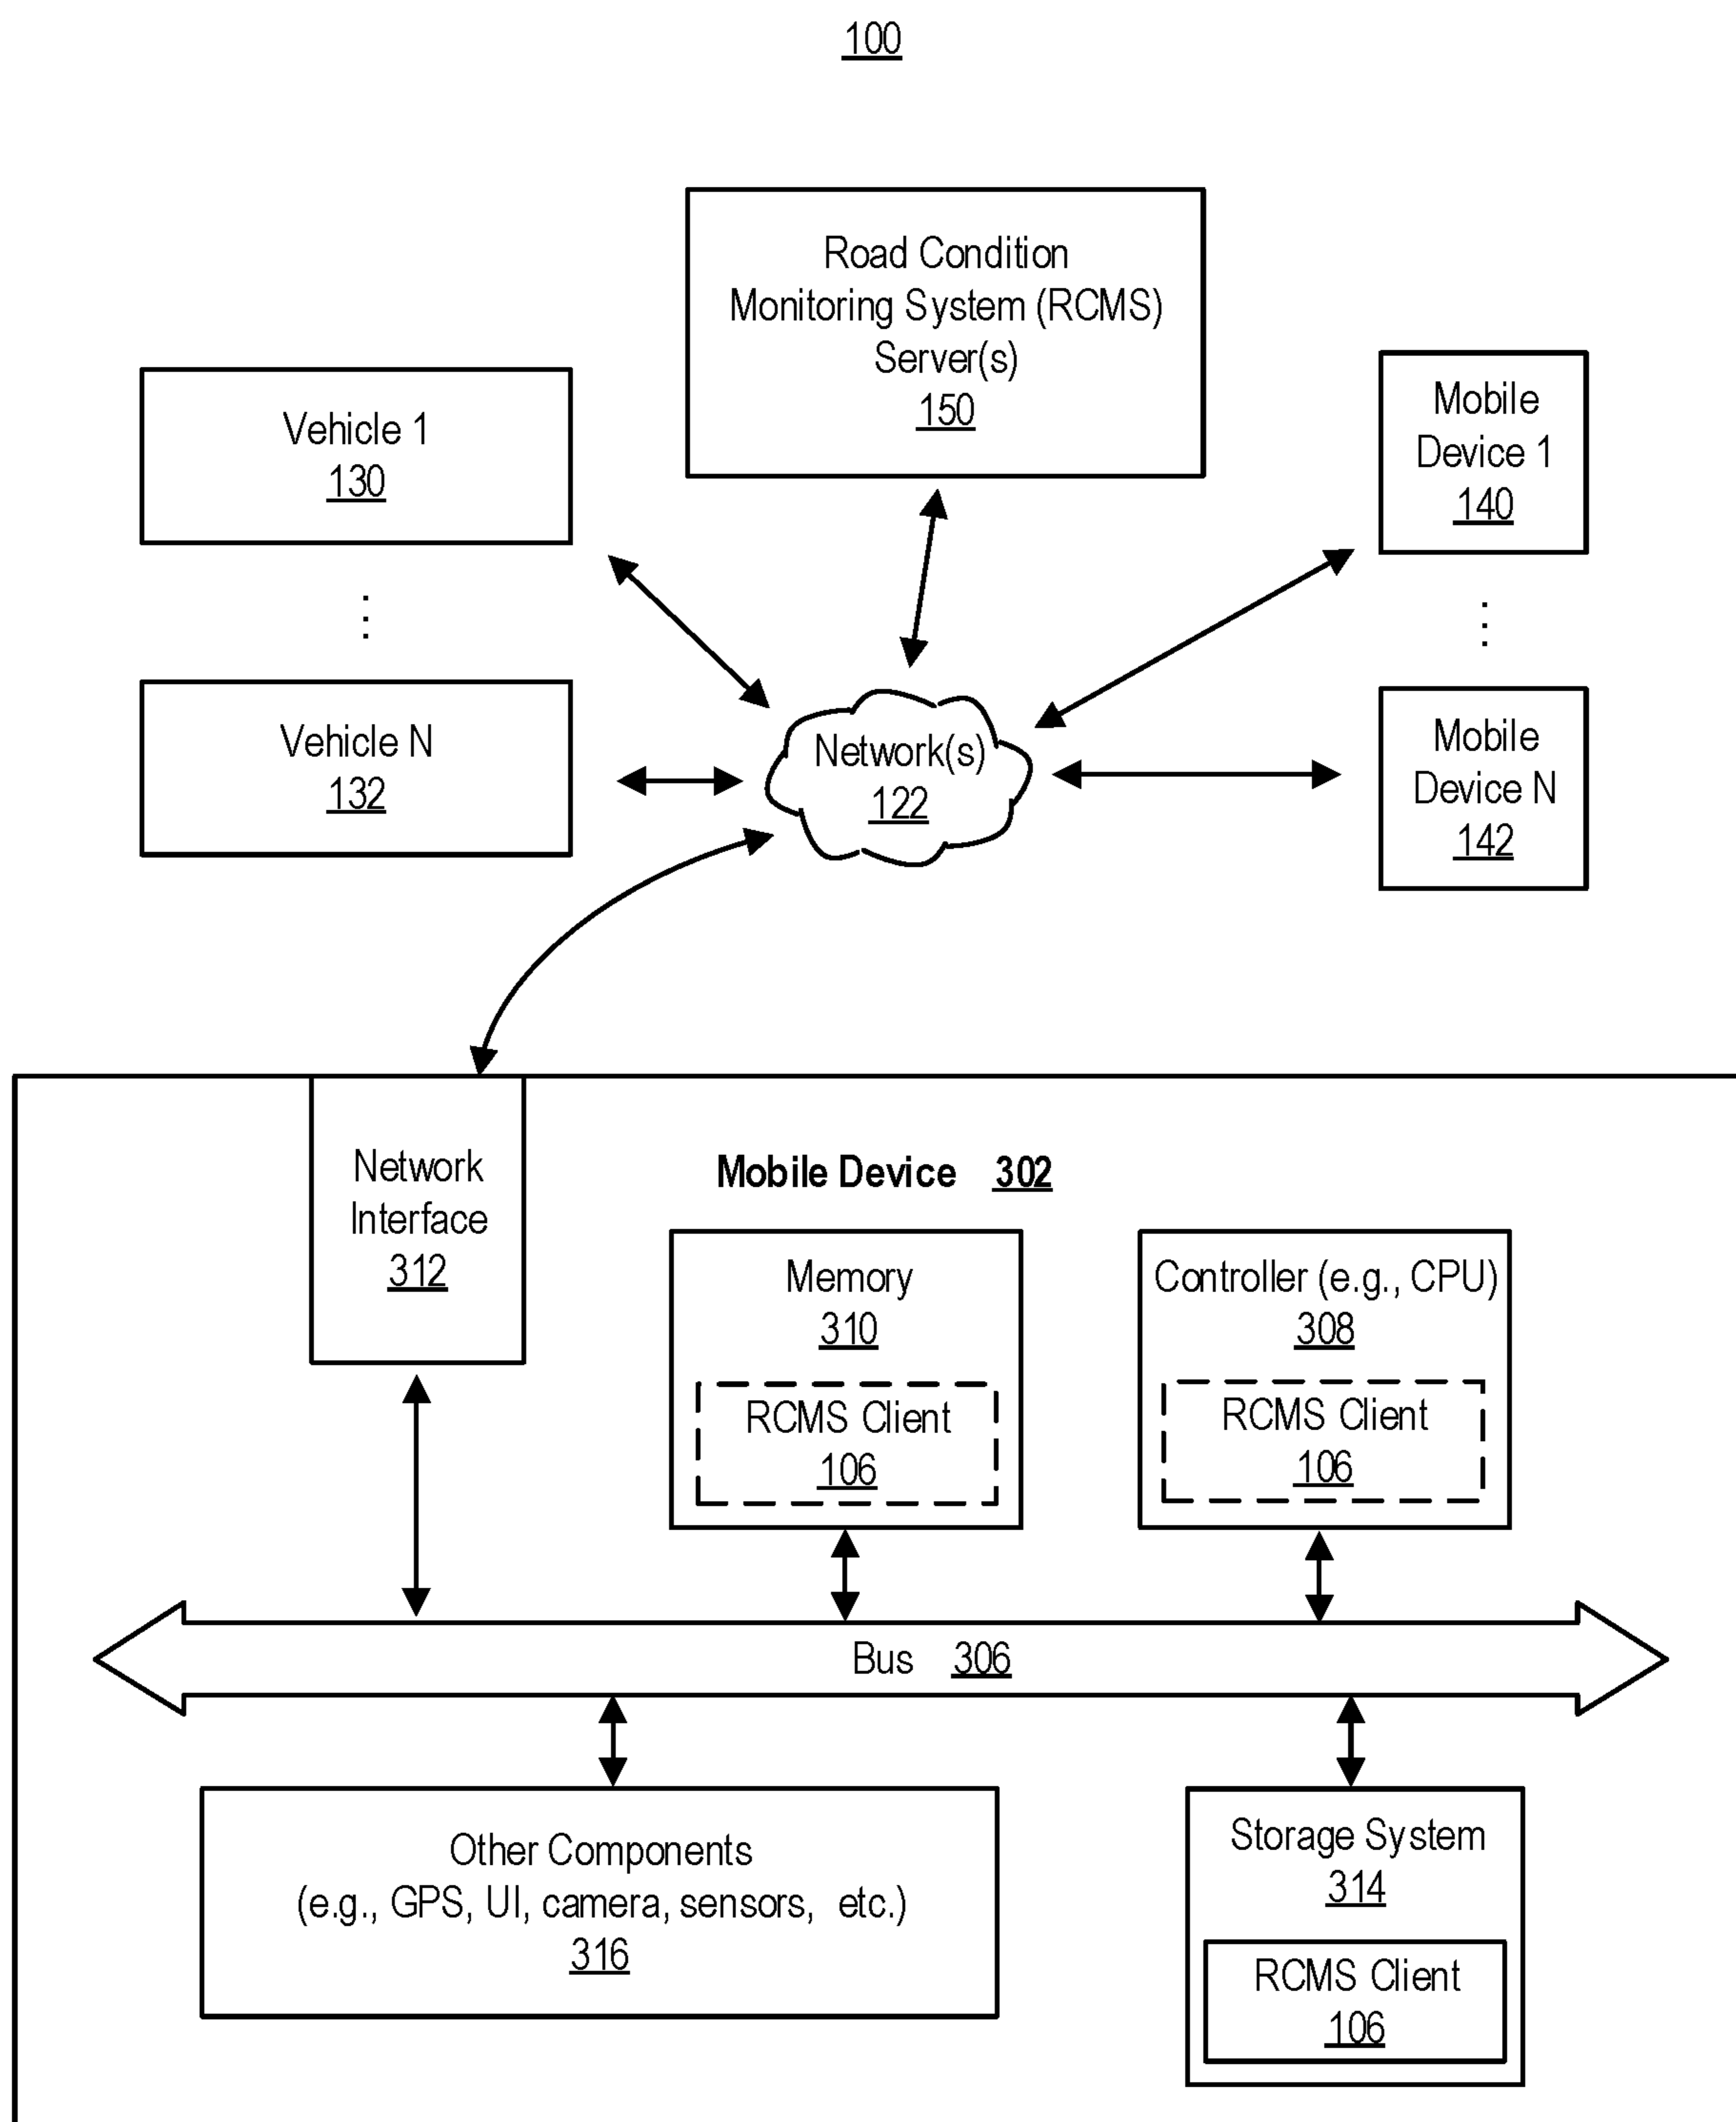 100
Road Condition
Monitoring System (RCMS)
Server(s)
150
Vehicle 1
130
⋮
Vehicle N
132
Mobile
Device 1
140
⋮
Mobile
Device N
142
Network(s)
122
Network
Interface
312
Mobile Device 302
Memory
310
RCMS Client
106
Controller (e.g., CPU)
308
RCMS Client
106
Bus 306
Other Components
(e.g., GPS, UI, camera, sensors, etc.)
316
Storage System
314
RCMS Client
106